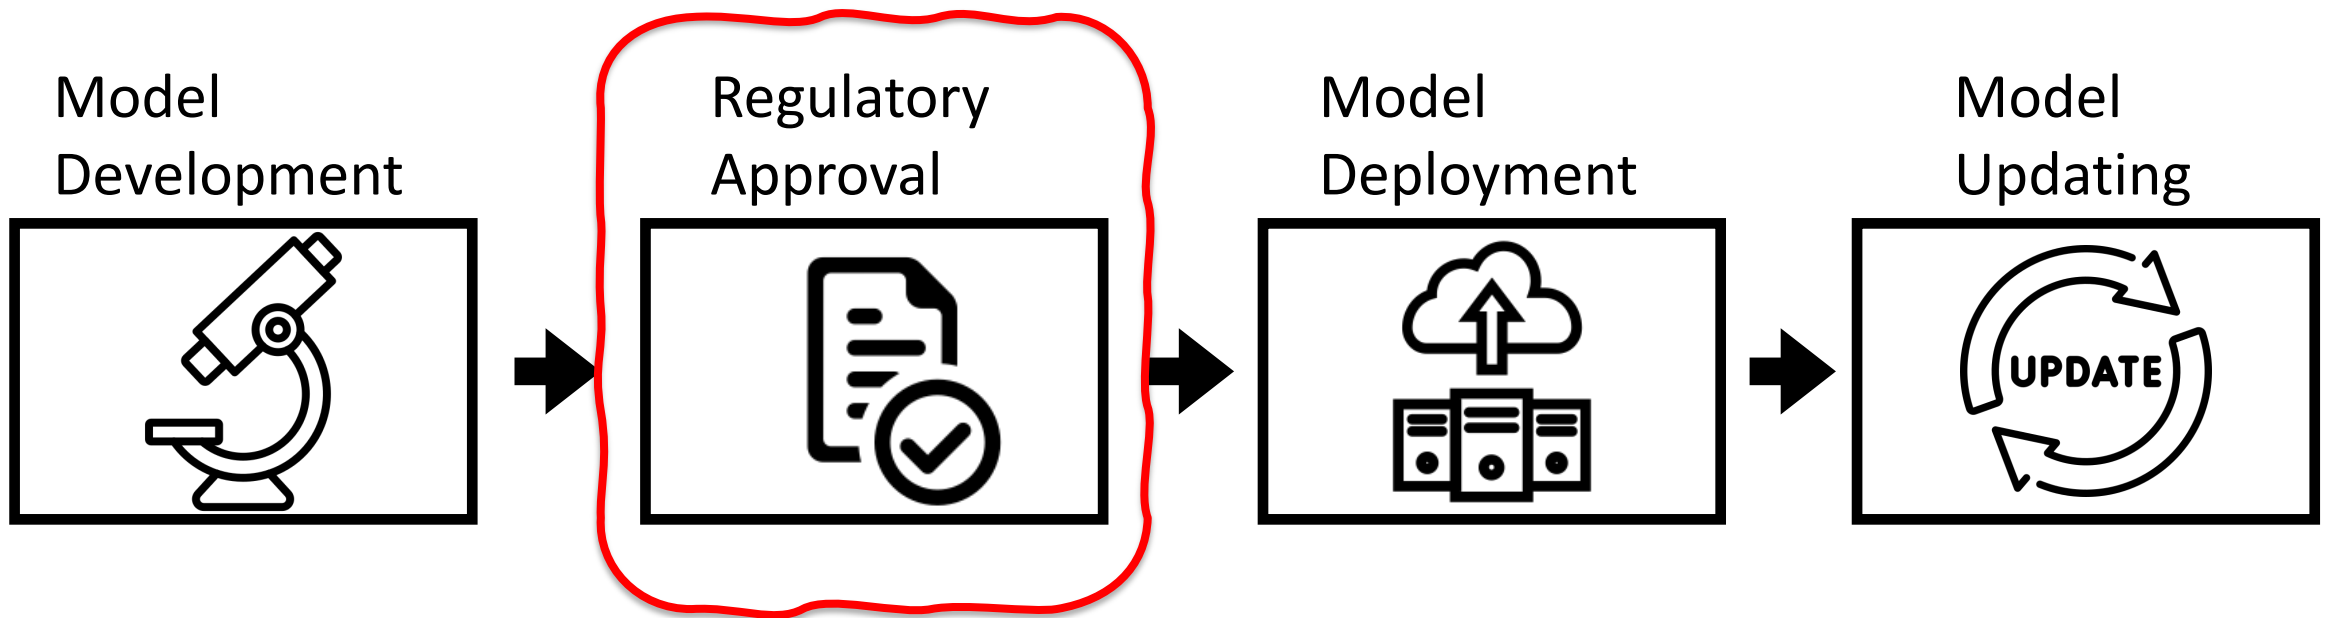 Model
Development
Regulatory
Approval
Model
Deployment
Model
Updating
UPDATE